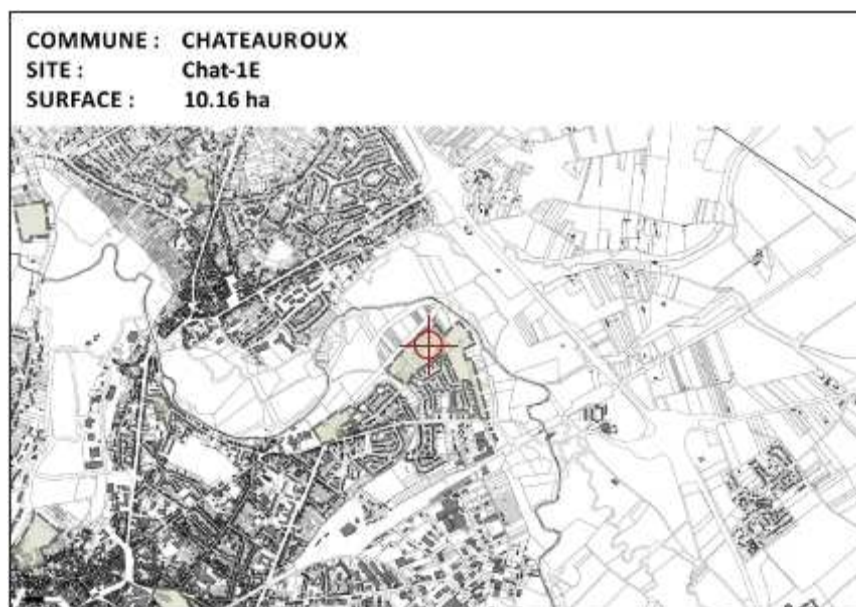 COMMUNE : CHATEAUROUX
SITE : Chat-1E
SURFACE : 10.16 ha